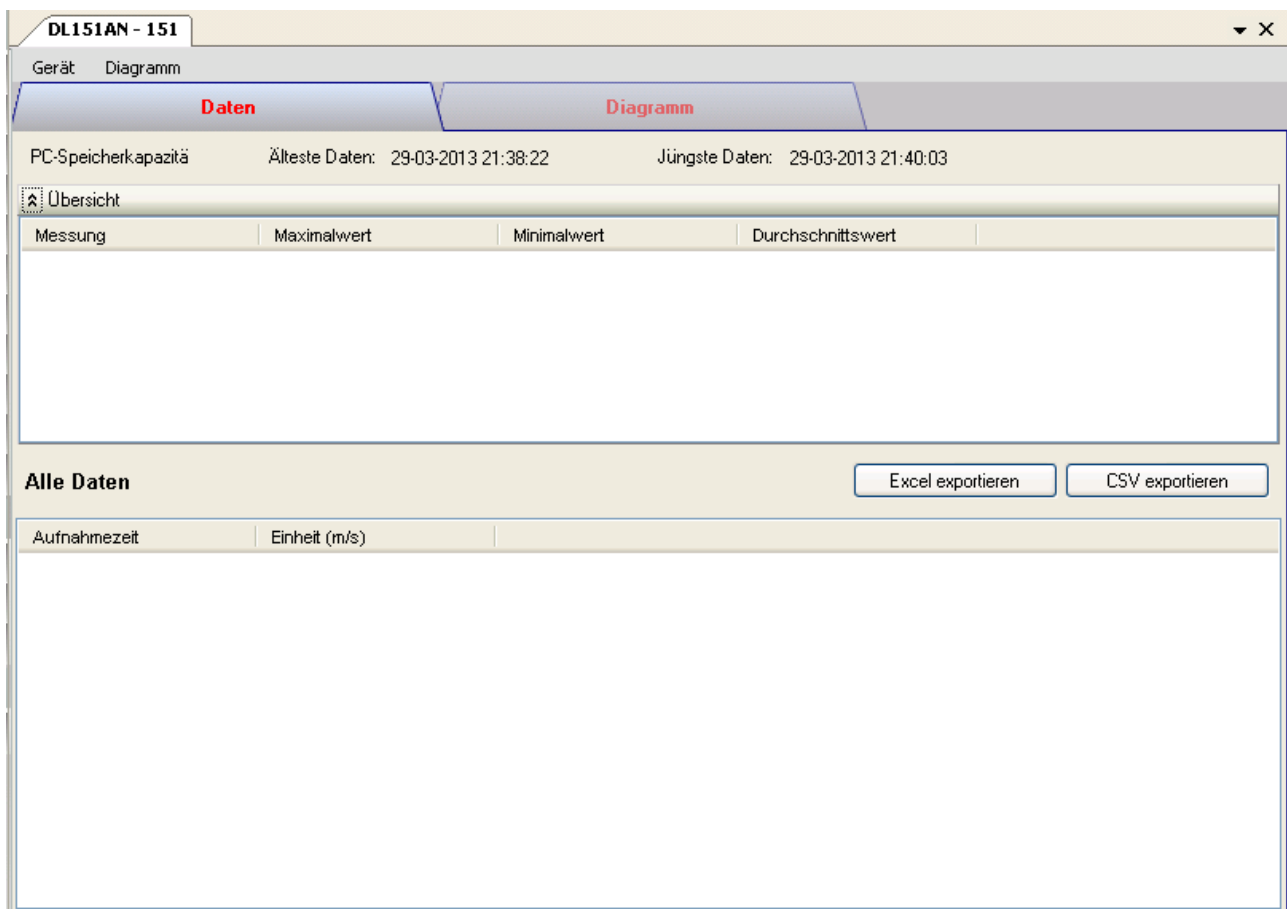 DL151AN - 151
Gerät Diagramm
Daten Diagramm
PC-Speicherkapazitä Älteste Daten: 29-03-2013 21:38:22 Jüngste Daten: 29-03-2013 21:40:03
Übersicht
Messung Maximalwert Minimalwert Durchschnittswert
Alle Daten Excel exportieren CSV exportieren
Aufnahmezeit Einheit (m/s)